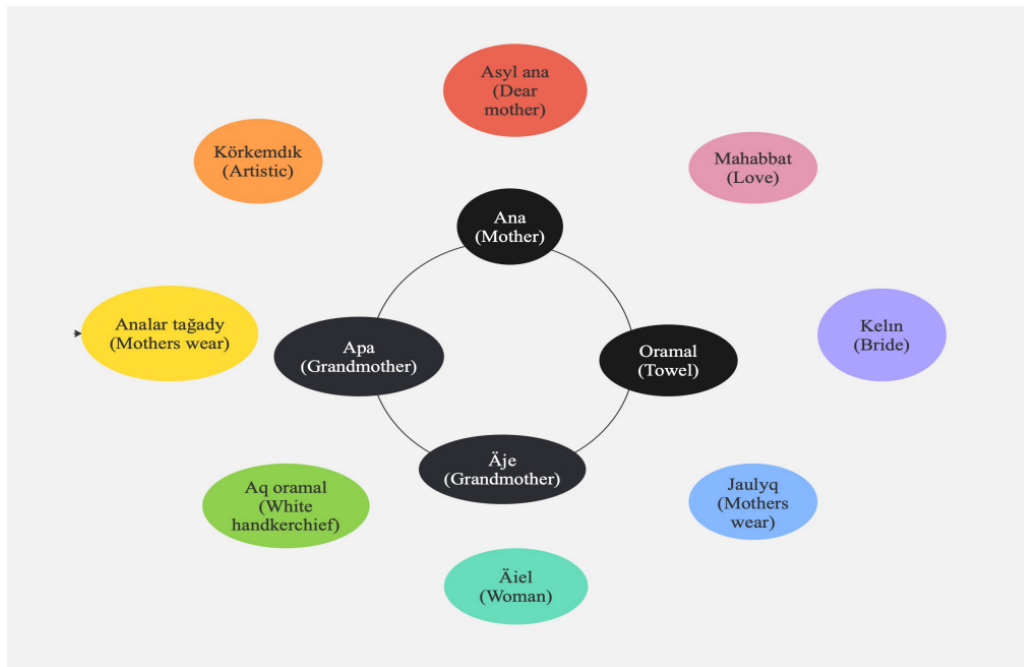 Asyl ana
(Dear
mother)
Körkemdık
(Artistic)
Mahabbat
(Love)
Ana
(Mother)
Analar tağady
(Mothers wear)
Apa
(Grandmother)
Oramal
(Towel)
Kelın
(Bride)
Äje
(Grandmother)
Aq oramal
(White
handkerchief)
Jaulyq
(Mothers
wear)
Äiel
(Woman)